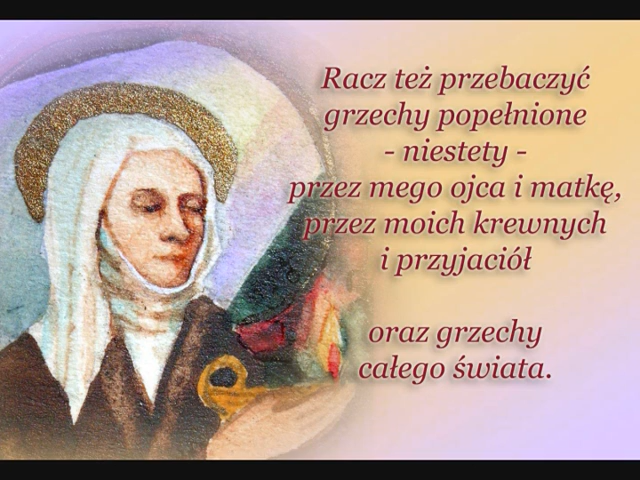 Racz też przebaczyć
grzechy popełnione
- niestety -
przez mego ojca i matkę,
przez moich krewnych
i przyjaciół
oraz grzechy
całego świata.